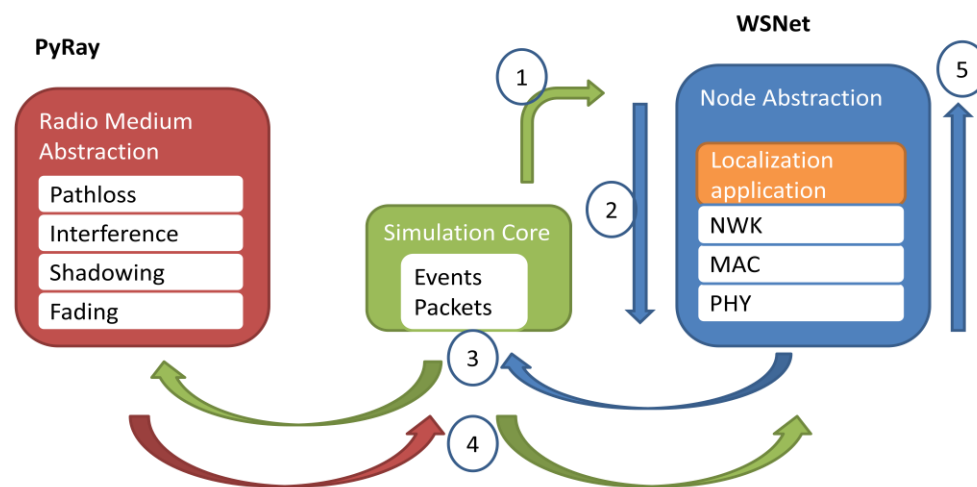 PyRay
WSNet
1
5
Radio Medium
Abstraction
Pathloss
Interference
Shadowing
Fading
Simulation Core
Events
Packets
2
Node Abstraction
Localization
application
NWK
MAC
PHY
3
4